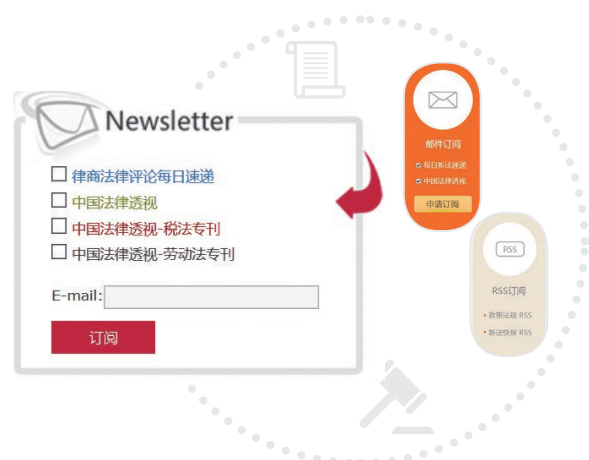 Newsletter
律商法律评论每日速递
中国法律透视
中国法律透视-税法专刊
中国法律透视-劳动法专刊
E-mail:
订阅
邮件订阅
每日新法速递
中国法律透视
申请订阅
RSS
RSS订阅
• 政策法规 RSS
• 新法快报 RSS